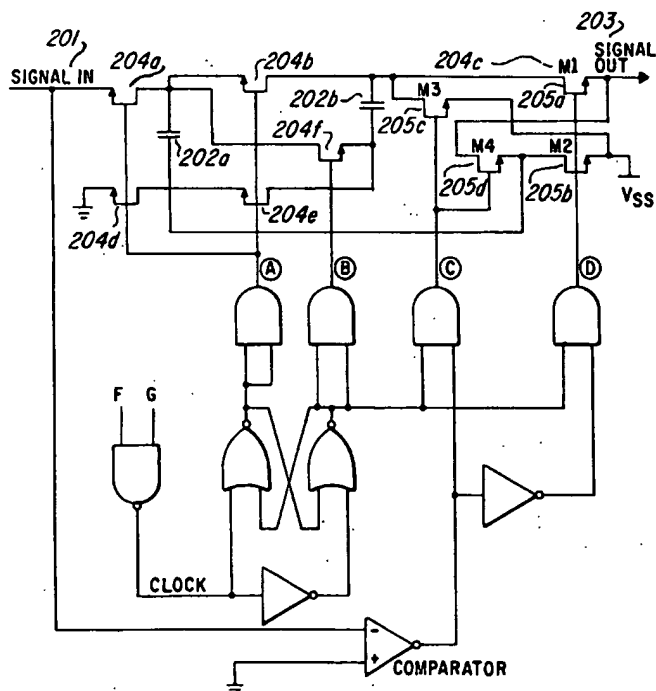 201
203
SIGNAL IN
204a
204b
204c
M1
SIGNAL
OUT
202b
M3
205a
204f
205c
M4
M2
202a
205d
205b
VSS
204d
204e
A
B
C
D
F G
CLOCK
-
+
COMPARATOR